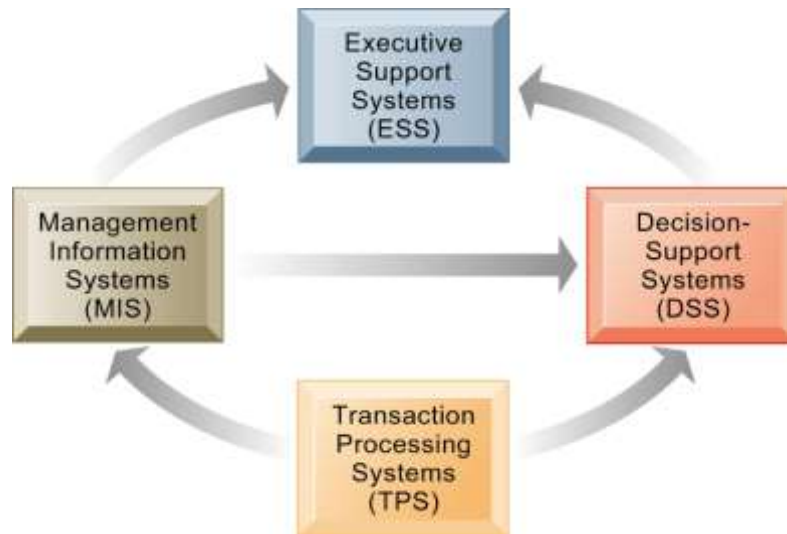 Executive
Support
Systems
(ESS)
Management
Information
Systems
(MIS)
Decision-
Support
Systems
(DSS)
Transaction
Processing
Systems
(TPS)